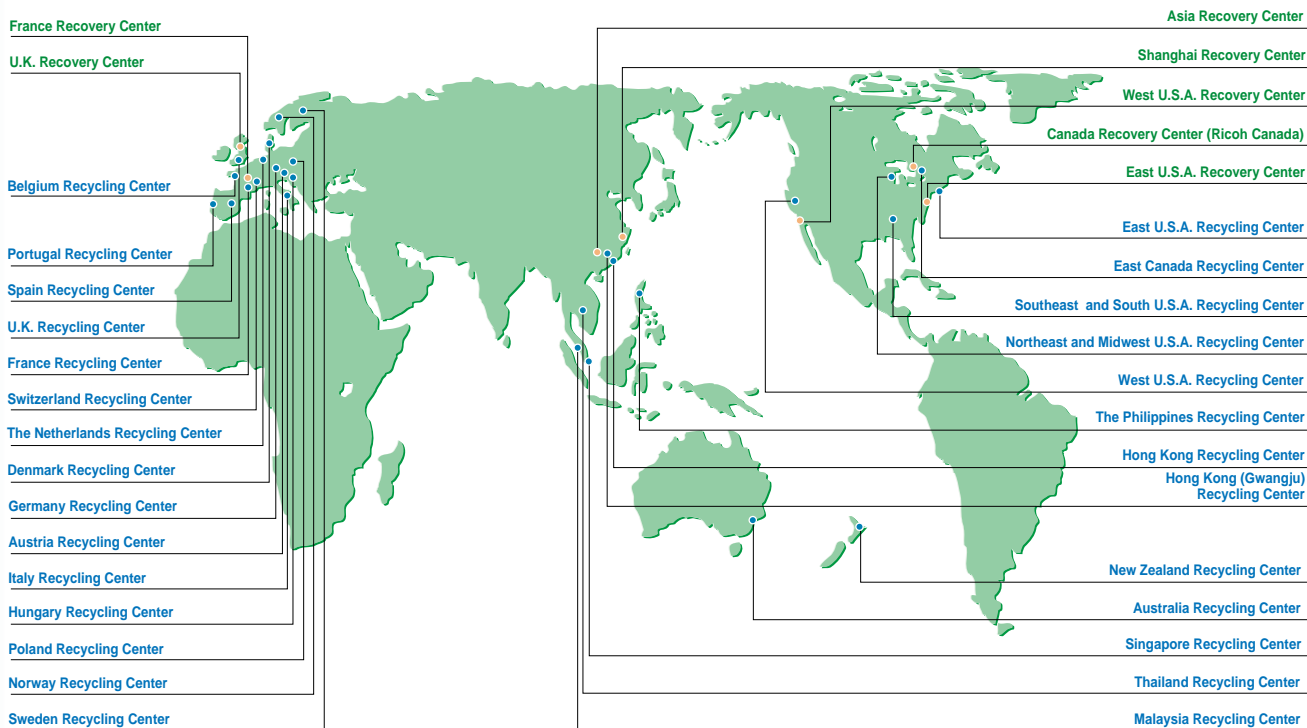 France Recovery Center
U.K. Recovery Center
Belgium Recycling Center
Portugal Recycling Center
Spain Recycling Center
U.K. Recycling Center
France Recycling Center
Switzerland Recycling Center
The Netherlands Recycling Center
Denmark Recycling Center
Germany Recycling Center
Austria Recycling Center
Italy Recycling Center
Hungary Recycling Center
Poland Recycling Center
Norway Recycling Center
Sweden Recycling Center
Asia Recovery Center
Shanghai Recovery Center
West U.S.A. Recovery Center
Canada Recovery Center (Ricoh Canada)
East U.S.A. Recovery Center
East U.S.A. Recycling Center
East Canada Recycling Center
Southeast and South U.S.A. Recycling Center
Northeast and Midwest U.S.A. Recycling Center
West U.S.A. Recycling Center
The Philippines Recycling Center
Hong Kong Recycling Center
Hong Kong (Gwangju)
Recycling Center
New Zealand Recycling Center
Australia Recycling Center
Singapore Recycling Center
Thailand Recycling Center
Malaysia Recycling Center